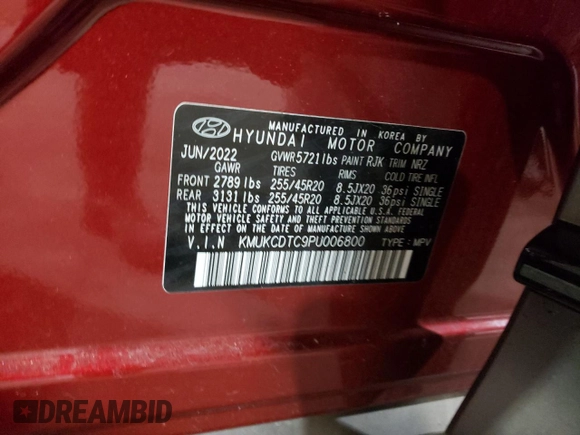 MANUFACTURED IN KOREA BY
HYUNDAI MOTOR COMPANY
JUN/2022 GVWR 5721 lbs PAINT RJK TRIM NRZ
GAWR TIRES RIMS COLD TIRE INFL
FRONT 2789 lbs 255/45R20 8.5JX20 36psi SINGLE
REAR 3131 lbs 255/45R20 8.5JX20 36psi SINGLE
THIS VEHICLE CONFORMS TO ALL APPLICABLE U.S.A. FEDERAL
MOTOR VEHICLE SAFETY AND THEFT PREVENTION STANDARDS IN
EFFECT ON THE DATE OF MANUFACTURE SHOWN ABOVE.
V.I.N KMUKCDTC9PU006800 TYPE : MPV
DREAMBID